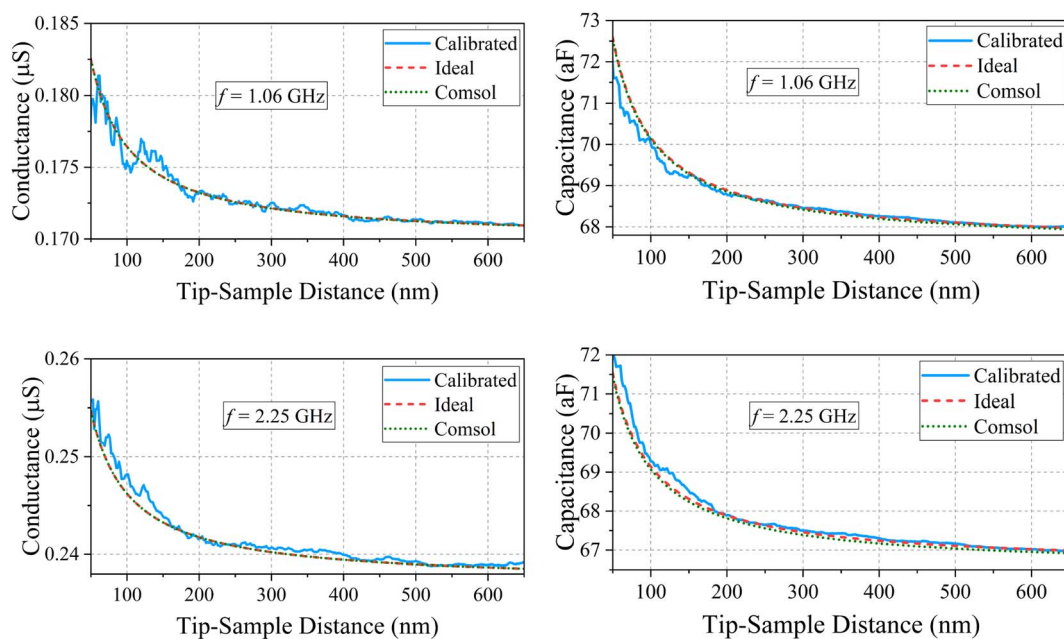 0.185
0.180
0.175
0.170
Conductance (μS)
Calibrated
Ideal
Comsol
f = 1.06 GHz
100 200 300 400 500 600
Tip-Sample Distance (nm)
73
72
71
70
69
68
Capacitance (aF)
Calibrated
Ideal
Comsol
f = 1.06 GHz
100 200 300 400 500 600
Tip-Sample Distance (nm)
0.26
0.25
0.24
Conductance (μS)
Calibrated
Ideal
Comsol
f = 2.25 GHz
100 200 300 400 500 600
Tip-Sample Distance (nm)
72
71
70
69
68
67
Capacitance (aF)
Calibrated
Ideal
Comsol
f = 2.25 GHz
100 200 300 400 500 600
Tip-Sample Distance (nm)